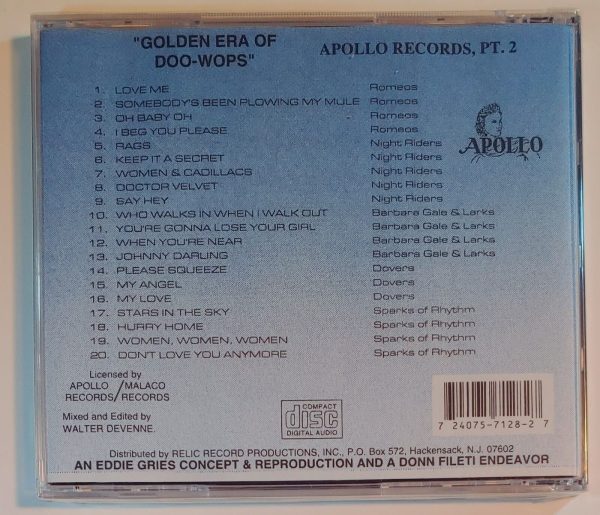 "GOLDEN ERA OF
DOO-WOPS"
APOLLO RECORDS, PT. 2
1. LOVE ME Romeos
2. SOMEBODY'S BEEN PLOWING MY MULE Romeos
3. OH BABY OH Romeos
4. I BEG YOU PLEASE Romeos
5. RAGS Night Riders
6. KEEP IT A SECRET Night Riders
7. WOMEN & CADILLACS Night Riders
8. DOCTOR VELVET Night Riders
9. SAY HEY Night Riders
10. WHO WALKS IN WHEN I WALK OUT Barbara Gale & Larks
11. YOU'RE GONNA LOSE YOUR GIRL Barbara Gale & Larks
12. WHEN YOU'RE NEAR Barbara Gale & Larks
13. JOHNNY DARLING Barbara Gale & Larks
14. PLEASE SQUEEZE Dovers
15. MY ANGEL Dovers
16. MY LOVE Dovers
17. STARS IN THE SKY Sparks of Rhythm
18. HURRY HOME Sparks of Rhythm
19. WOMEN, WOMEN, WOMEN Sparks of Rhythm
20. DON'T LOVE YOU ANYMORE Sparks of Rhythm
APOLLO
Licensed by
APOLLO / MALACO
RECORDS / RECORDS
Mixed and Edited by
WALTER DEVENNE.
COMPACT
disc
DIGITAL AUDIO
7 24075-7128-2 7
Distributed by RELIC RECORD PRODUCTIONS, INC., P.O. Box 572, Hackensack, N.J. 07602
AN EDDIE GRIES CONCEPT & REPRODUCTION AND A DONN FILETI ENDEAVOR